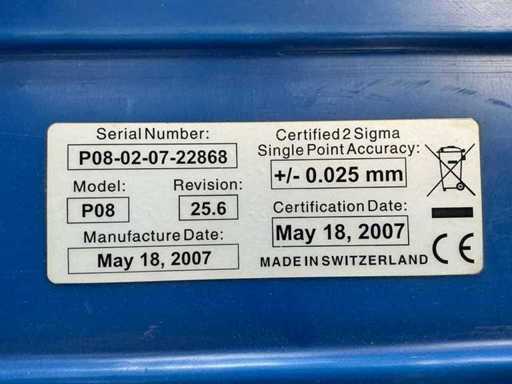 Serial Number:
P08-02-07-22868
Model: Revision:
P08 25.6
Manufacture Date:
May 18, 2007
Certified 2 Sigma
Single Point Accuracy:
+/- 0.025 mm
Certification Date:
May 18, 2007
MADE IN SWITZERLAND
CE